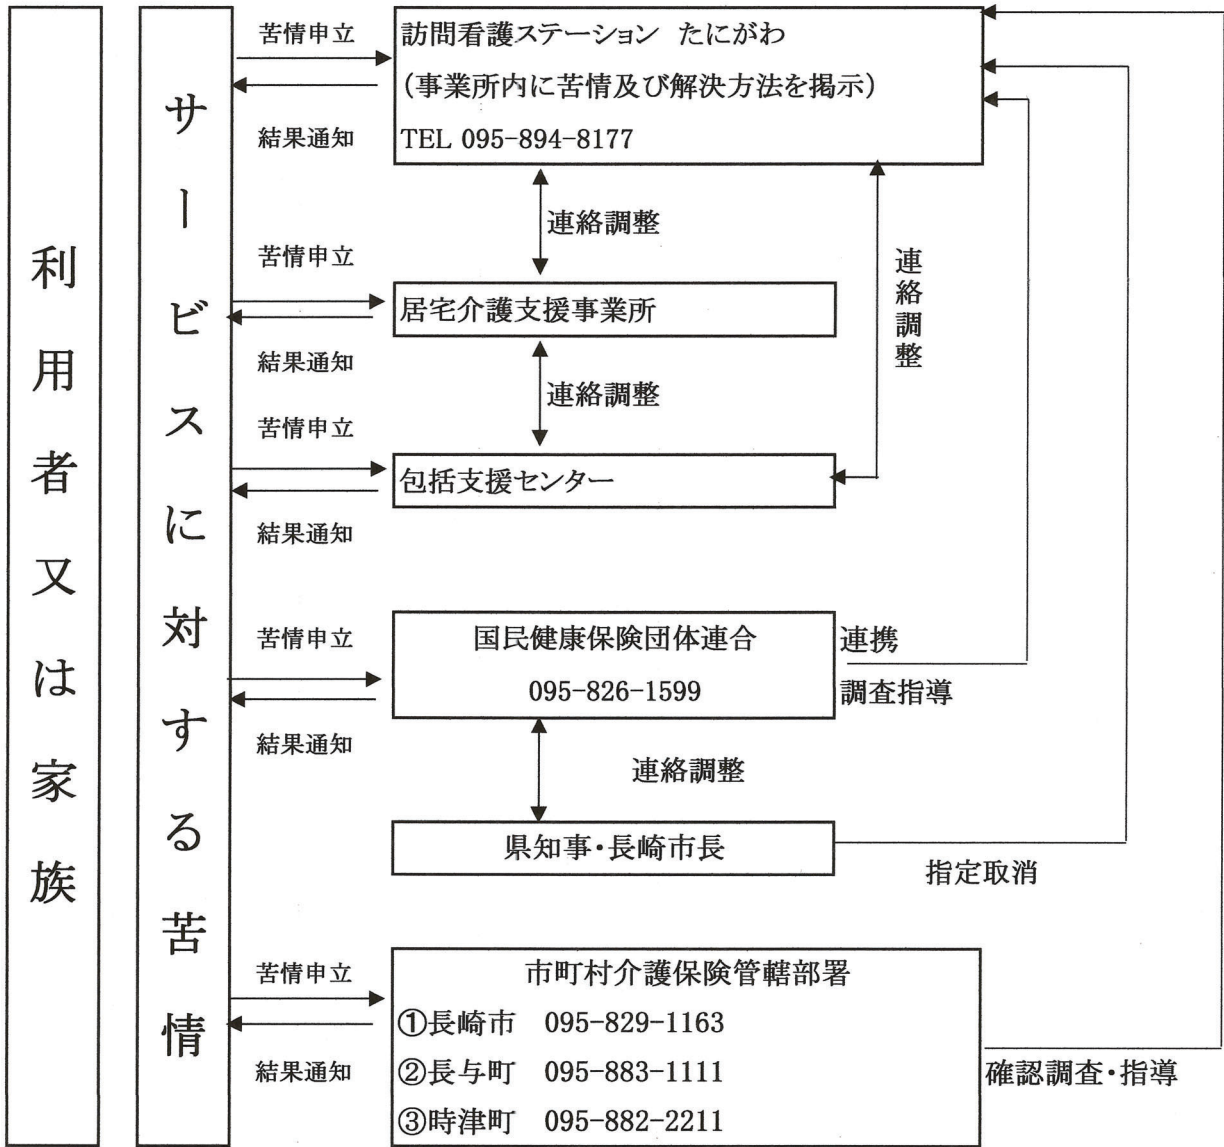 利用者又は家族
サービスに対する苦情
苦情申立
結果通知
訪問看護ステーション たにがわ
(事業所内に苦情及び解決方法を掲示)
TEL 095-894-8177
連絡調整
連絡調整
苦情申立
結果通知
居宅介護支援事業所
連絡調整
苦情申立
結果通知
包括支援センター
苦情申立
結果通知
国民健康保険団体連合
095-826-1599
連携
調査指導
連絡調整
県知事・長崎市長
指定取消
苦情申立
結果通知
市町村介護保険管轄部署
①長崎市 095-829-1163
②長与町 095-883-1111
③時津町 095-882-2211
確認調査・指導